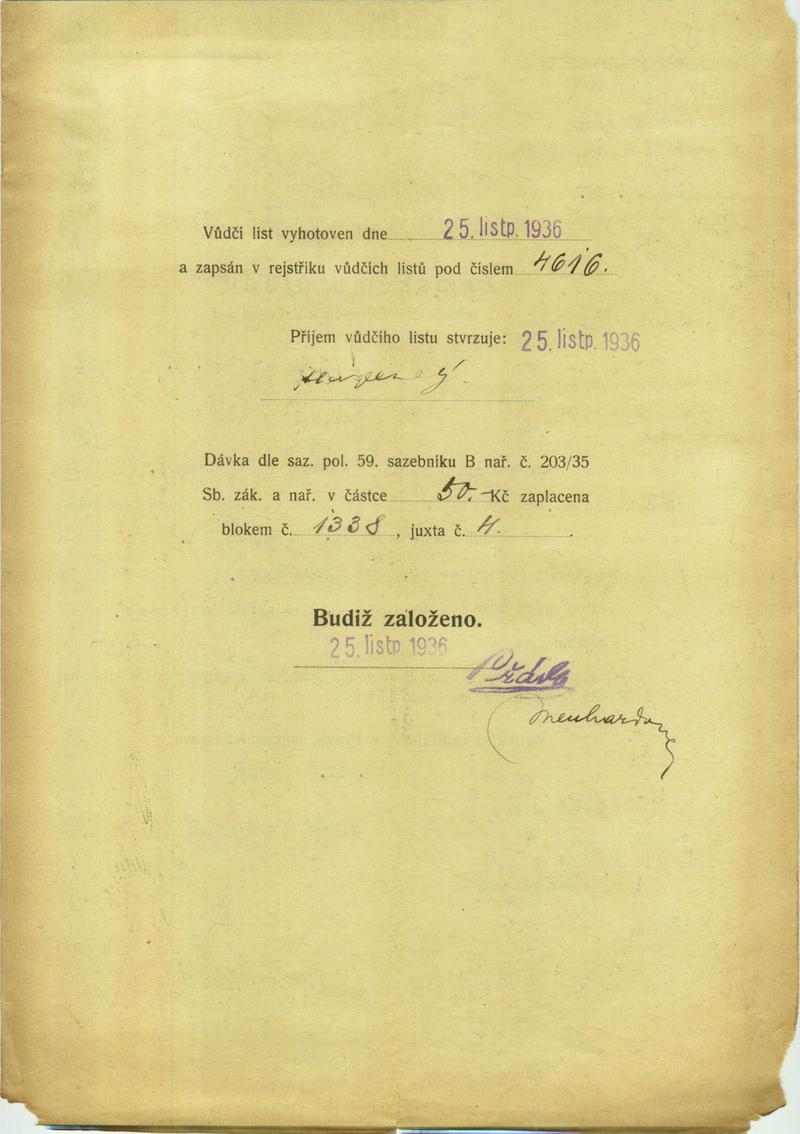 Vůdčí list vyhotoven dne 25. listp. 1936
a zapsán v rejstříku vůdčích listů pod číslem 4616.
Příjem vůdčího listu stvrzuje: 25. listp. 1936
Dávka dle saz. pol. 59. sazebníku B nař. č. 203/35
Sb. zák. a nař. v částce 50.- Kč zaplacena
blokem č. 1338, juxta č. 4.
Budiž založeno.
25. listp. 1936